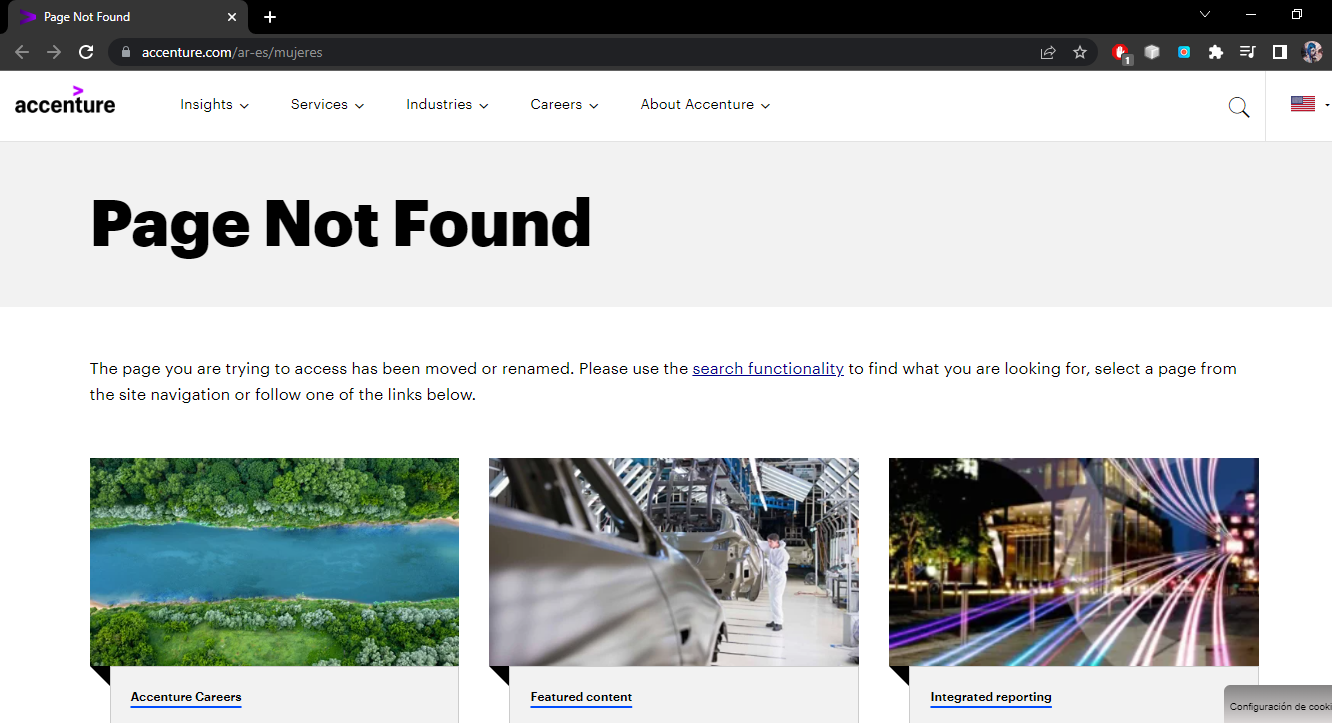 Page Not Found
accenture.com/ar-es/mujeres
1
accenture
Insights
Services
Industries
Careers
About Accenture
Page Not Found
The page you are trying to access has been moved or renamed. Please use the search functionality to find what you are looking for, select a page from
the site navigation or follow one of the links below.
Accenture Careers
Featured content
Integrated reporting
Configuración de cooki